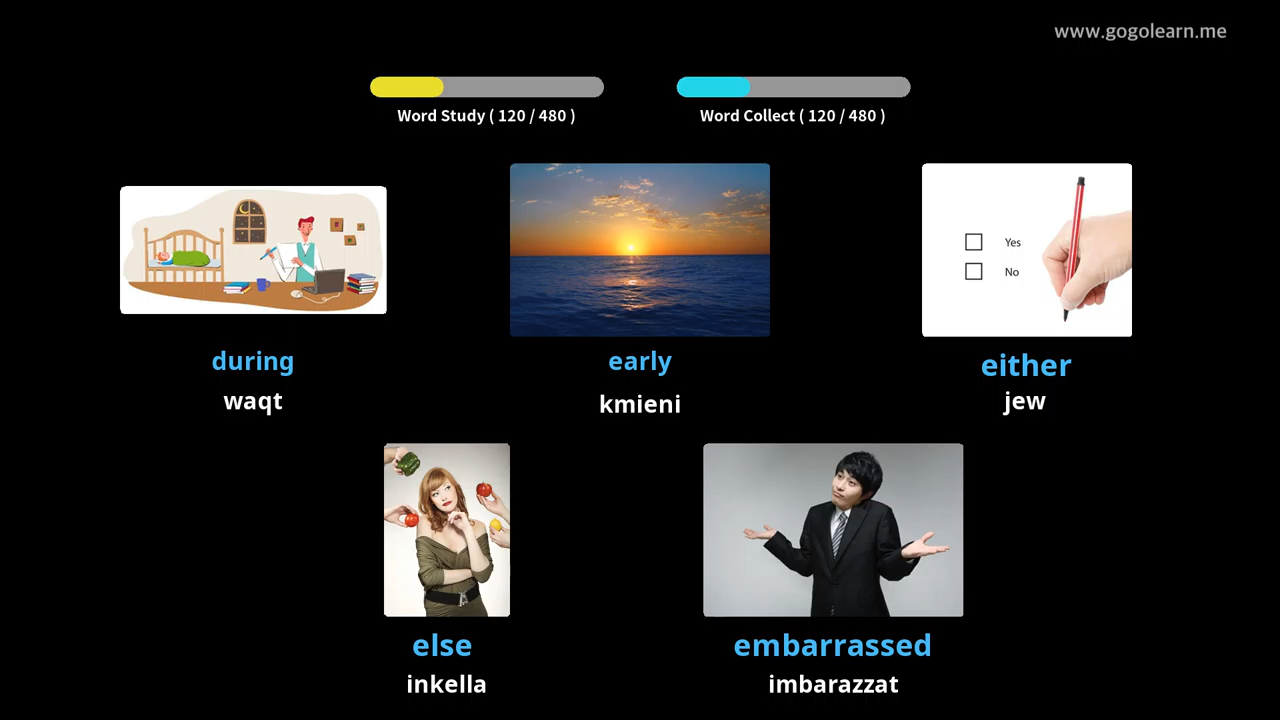 www.gogolearn.me
Word Study ( 120 / 480 )
Word Collect ( 120 / 480 )
Yes
No
during
early
either
waqt
kmieni
jew
else
embarrassed
inkella
imbarazzat